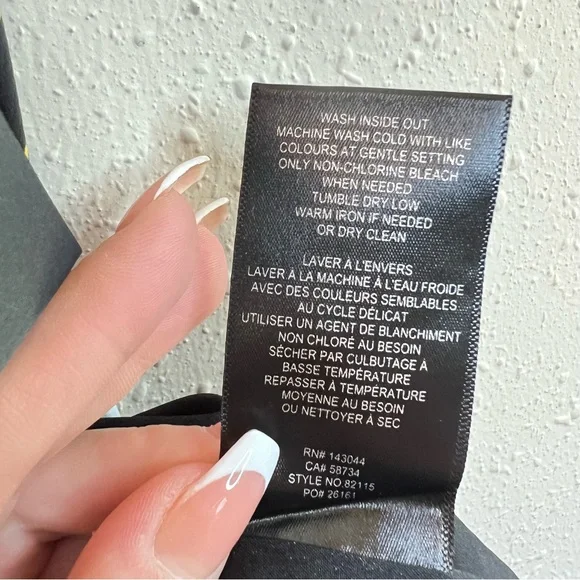 WASH INSIDE OUT
MACHINE WASH COLD WITH LIKE
COLOURS AT GENTLE SETTING
ONLY NON-CHLORINE BLEACH
WHEN NEEDED
TUMBLE DRY LOW
WARM IRON IF NEEDED
OR DRY CLEAN
LAVER À L'ENVERS
LAVER À LA MACHINE À L'EAU FROIDE
AVEC DES COULEURS SEMBLABLES
AU CYCLE DÉLICAT
UTILISER UN AGENT DE BLANCHIMENT
NON CHLORÉ AU BESOIN
SÉCHER PAR CULBUTAGE À
BASSE TEMPÉRATURE
REPASSER À TEMPÉRATURE
MOYENNE AU BESOIN
OU NETTOYER À SEC
RN# 143044
CA# 58734
STYLE NO.82115
PO# 26161